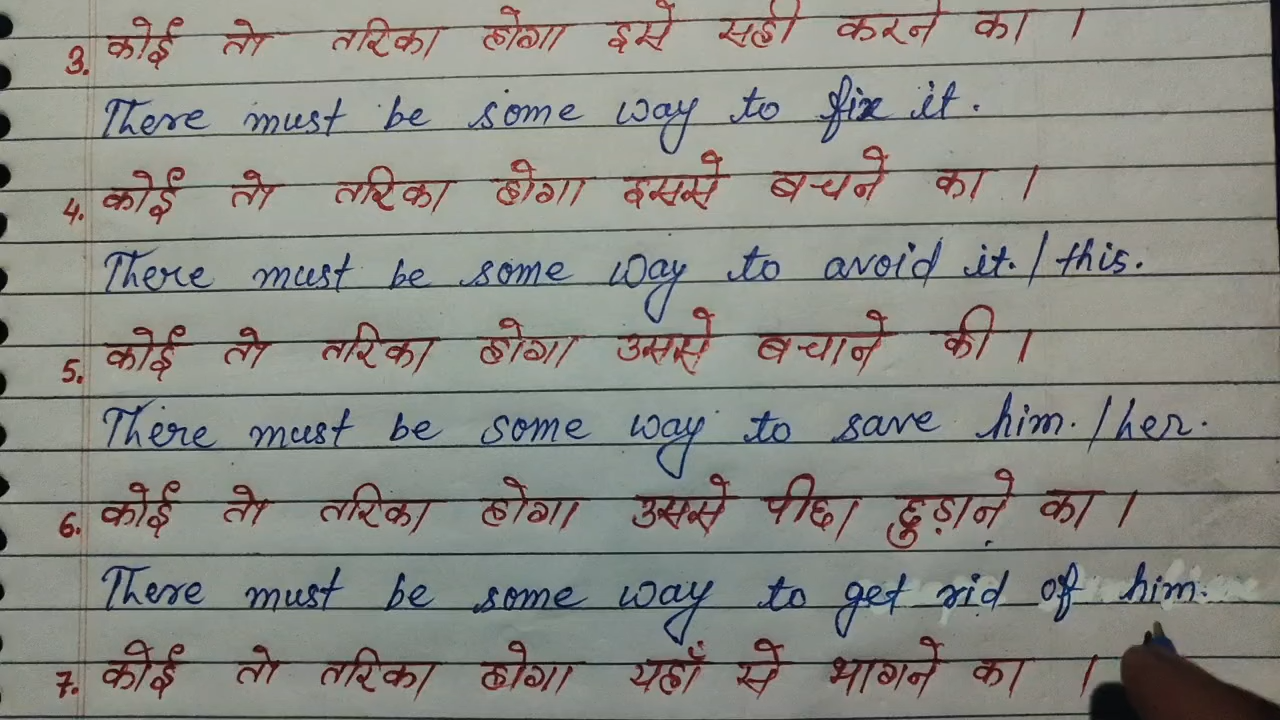 3. कोई तो तरिका होगा इसे सही करने का ।
There must be some way to fix it.
4. कोई तो तरिका होगा इससे बचने का ।
There must be some way to avoid it. / this.
5. कोई तो तरिका होगा उससे बचाने की ।
There must be some way to save him. / her.
6. कोई तो तरिका होगा उससे पीछा छुड़ाने का ।
There must be some way to get rid of him.
7. कोई तो तरिका होगा यहाँ से भागने का ।